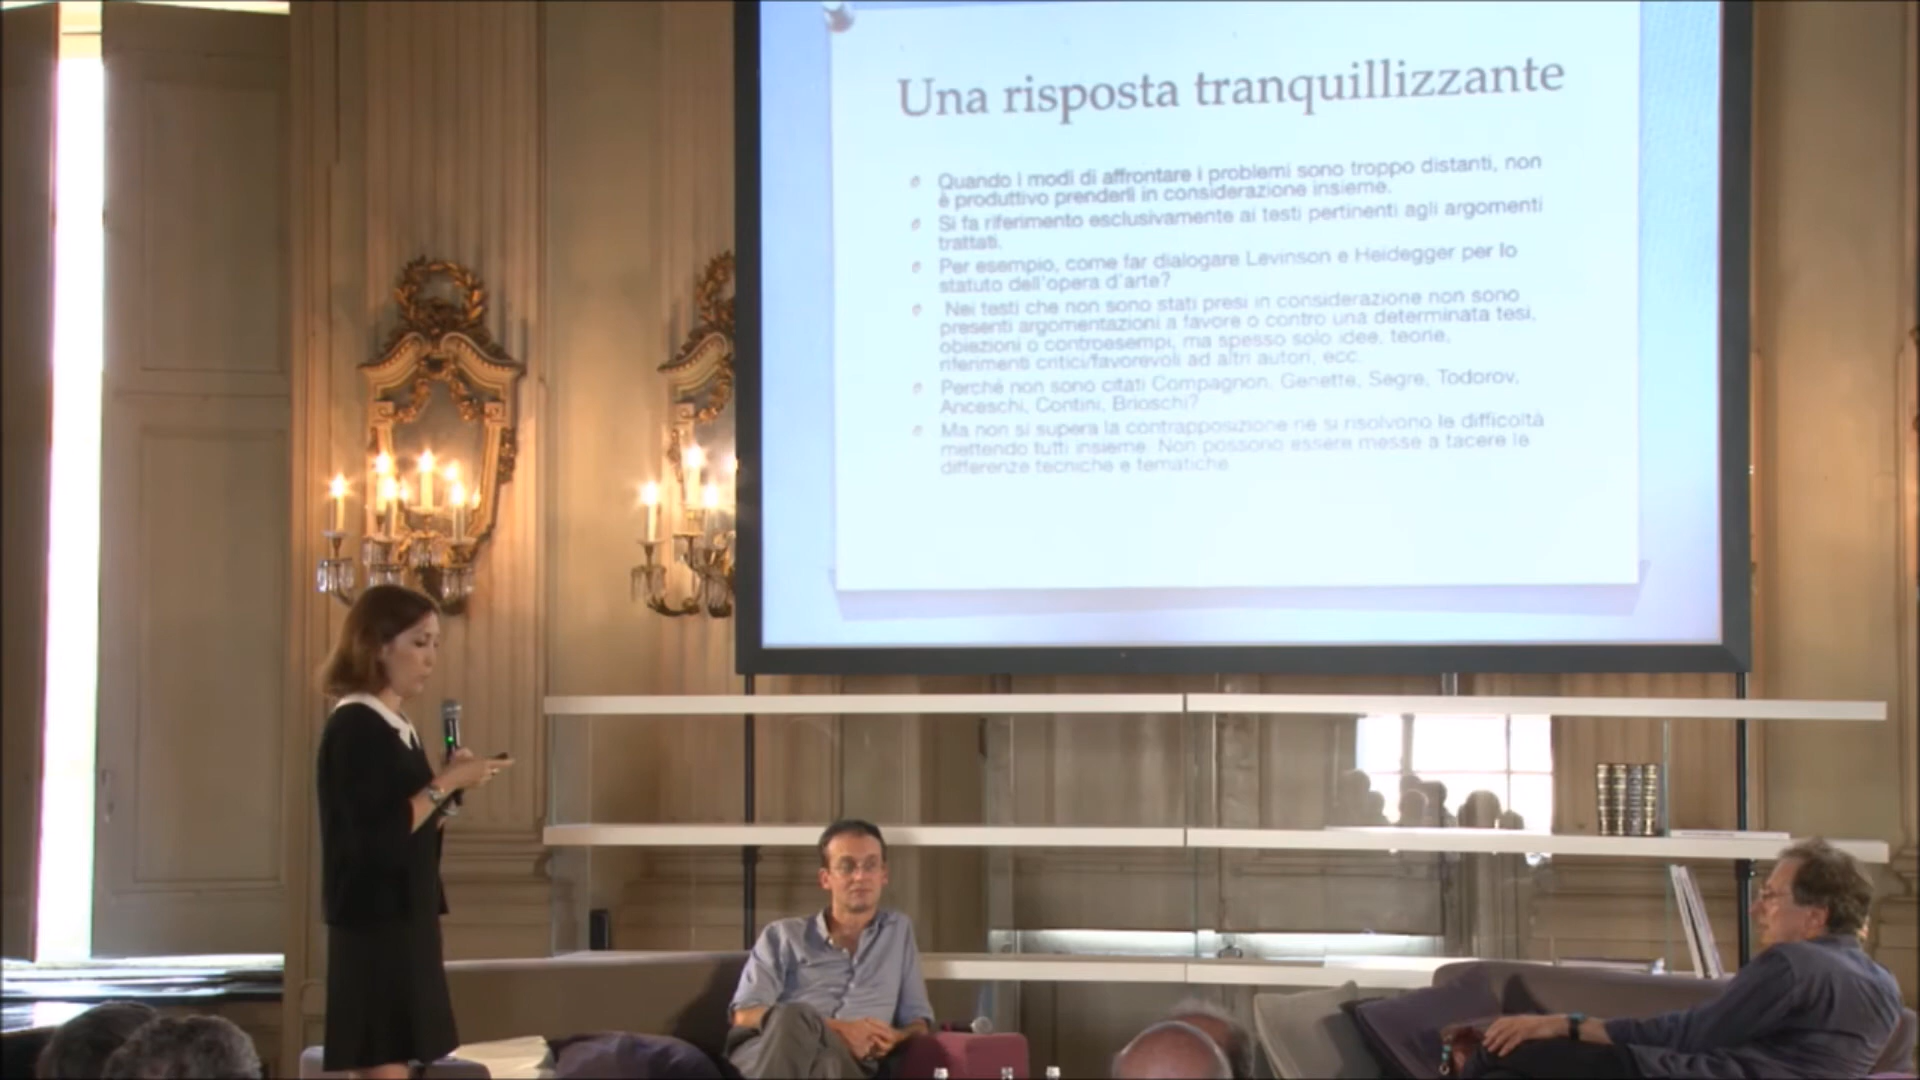 Una risposta tranquillizzante
Quando i modi di affrontare i problemi sono troppo distanti, non
è produttivo prenderli in considerazione insieme.
Si fa riferimento esclusivamente ai testi pertinenti agli argomenti
trattati.
Per esempio, come far dialogare Levinson e Heidegger per lo
statuto dell'opera d'arte?
Nei testi che non sono stati presi in considerazione non sono
presenti argomentazioni a favore o contro una determinata tesi,
obiezioni o controesempi, ma spesso solo idee, teorie,
riferimenti critici/favorevoli ad altri autori, ecc.
Perché non sono citati Compagnon, Genette, Segre, Todorov,
Anceschi, Contini, Brioschi?
Ma non si supera la contrapposizione né si risolvono le difficoltà
mettendo tutti insieme. Non possono essere messe a tacere le
differenze tecniche e tematiche